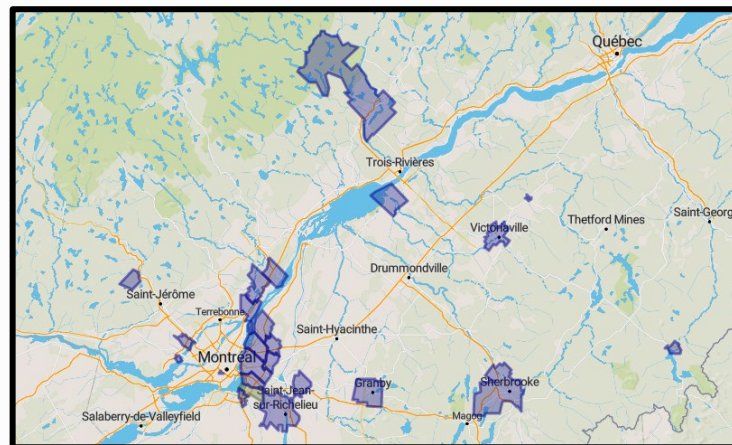 Québec
Trois-Rivières
Victoriaville
Thetford Mines
Saint-Georg
Drummondville
Saint-Jérôme
Terrebonne
Saint-Hyacinthe
Montréal
Saint-Jean-
sur-Richelieu
Granby
Sherbrooke
Salaberry-de-Valleyfield
Magog